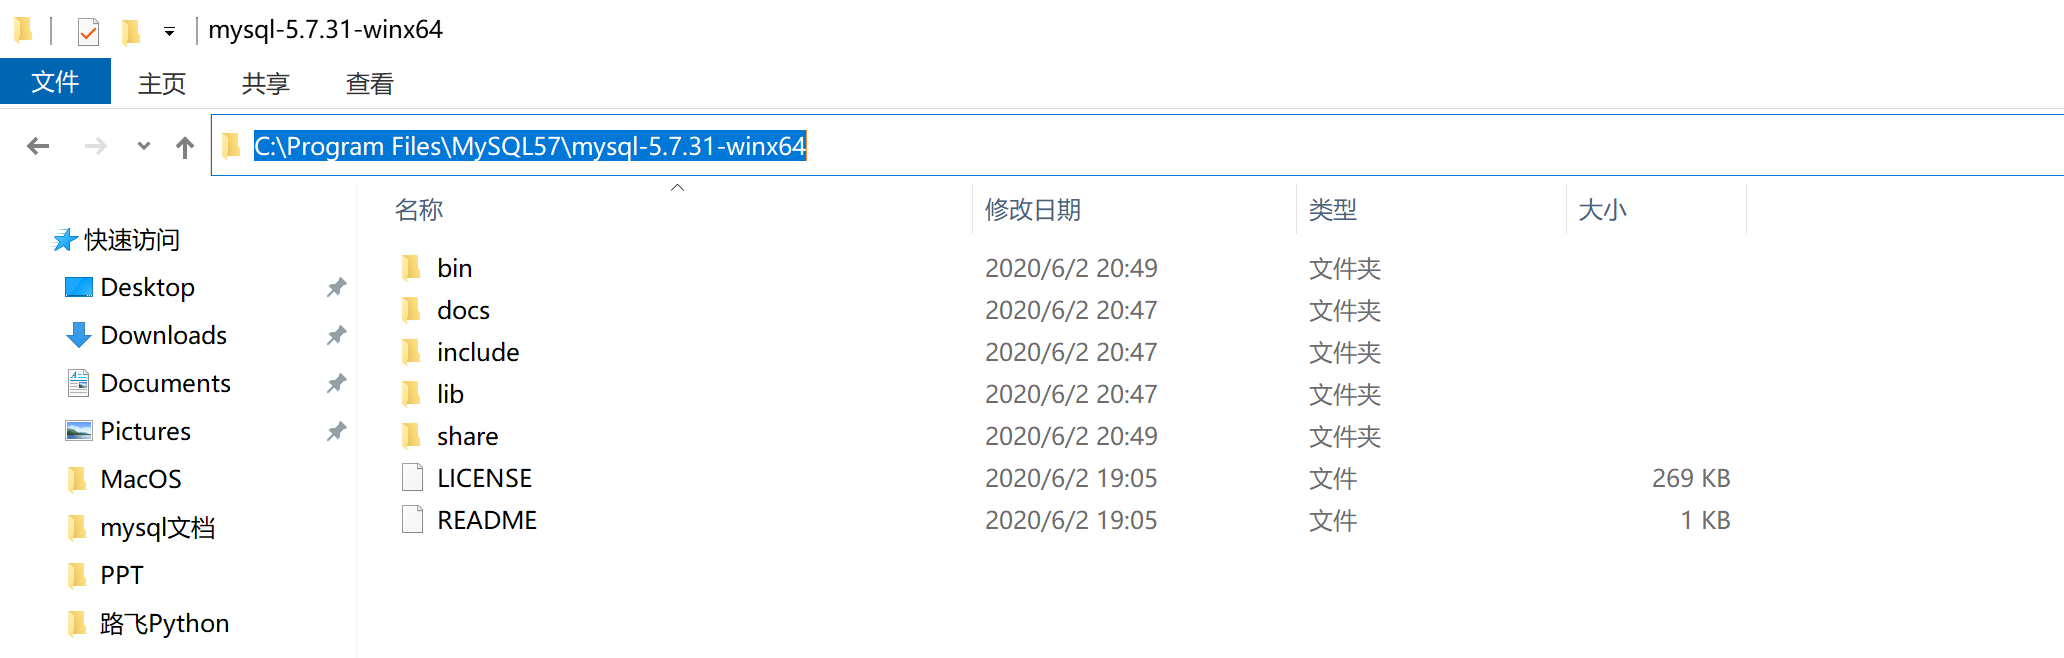 mysql-5.7.31-winx64
文件 主页 共享 查看
C:\Program Files\MySQL57\mysql-5.7.31-winx64
快速访问
Desktop
Downloads
Documents
Pictures
MacOS
mysql文档
PPT
路飞Python
名称 修改日期 类型 大小
bin 2020/6/2 20:49 文件夹
docs 2020/6/2 20:47 文件夹
include 2020/6/2 20:47 文件夹
lib 2020/6/2 20:47 文件夹
share 2020/6/2 20:49 文件夹
LICENSE 2020/6/2 19:05 文件 269 KB
README 2020/6/2 19:05 文件 1 KB